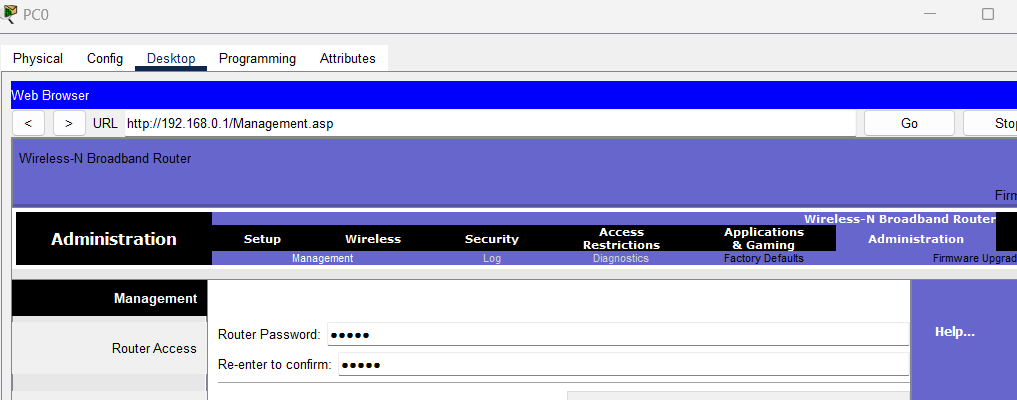 PC0
Physical Config Desktop Programming Attributes
Web Browser
< > URL http://192.168.0.1/Management.asp Go Stop
Wireless-N Broadband Router
Firm
Wireless-N Broadband Router
Administration Setup Wireless Security Access Restrictions Applications & Gaming Administration
Management Log Diagnostics Factory Defaults Firmware Upgrad
Management
Router Access
Router Password: •••••
Re-enter to confirm: •••••
Help...